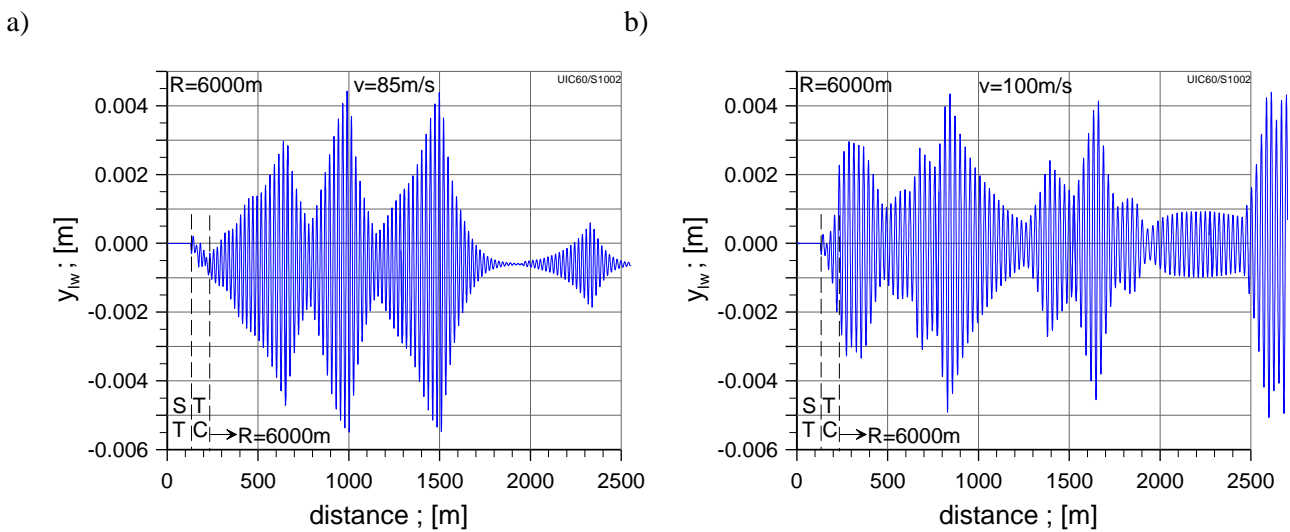 a)
b)
R=6000m
v=85m/s
UIC60/S1002
0.004
0.002
0.000
-0.002
-0.004
-0.006
y_lw ; [m]
S T
T C
R=6000m
0
500
1000
1500
2000
2500
distance ; [m]
R=6000m
v=100m/s
UIC60/S1002
0.004
0.002
0.000
-0.002
-0.004
-0.006
y_lw ; [m]
S T
T C
R=6000m
0
500
1000
1500
2000
2500
distance ; [m]